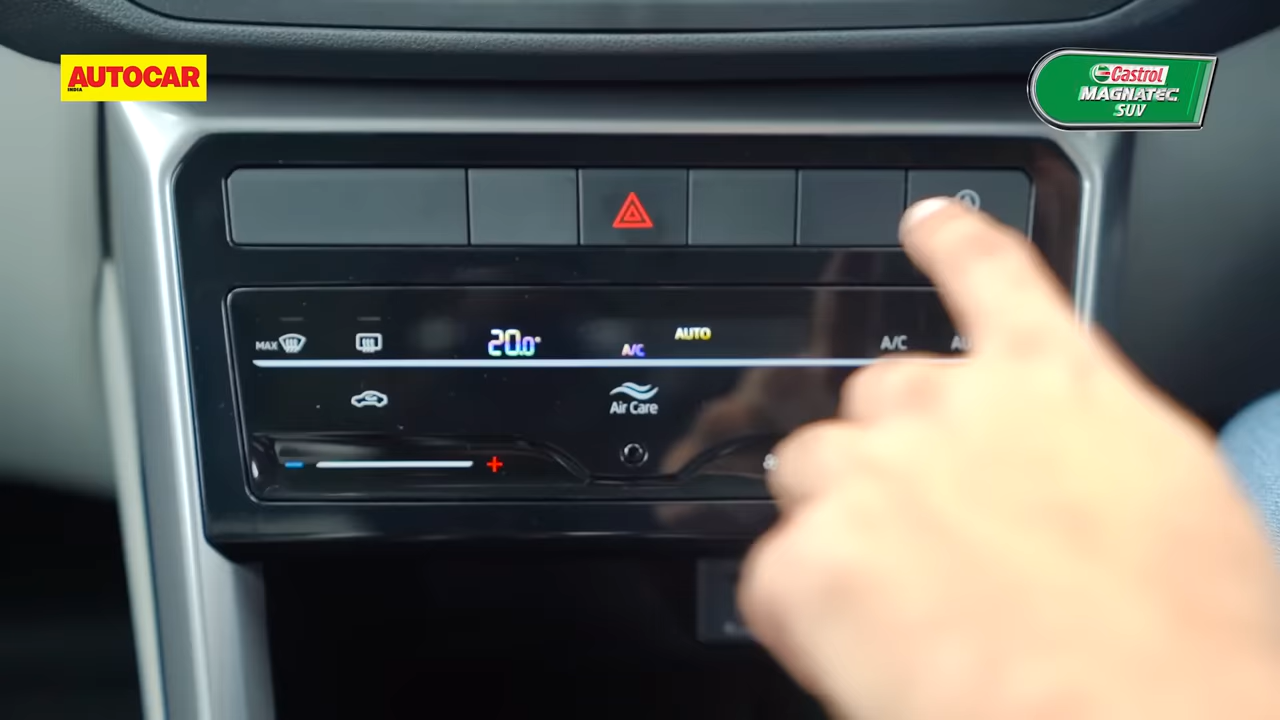 AUTOCAR
INDIA
Castrol
MAGNATEC
SUV
MAX
20.0°
A/C
AUTO
A/C
Air Care